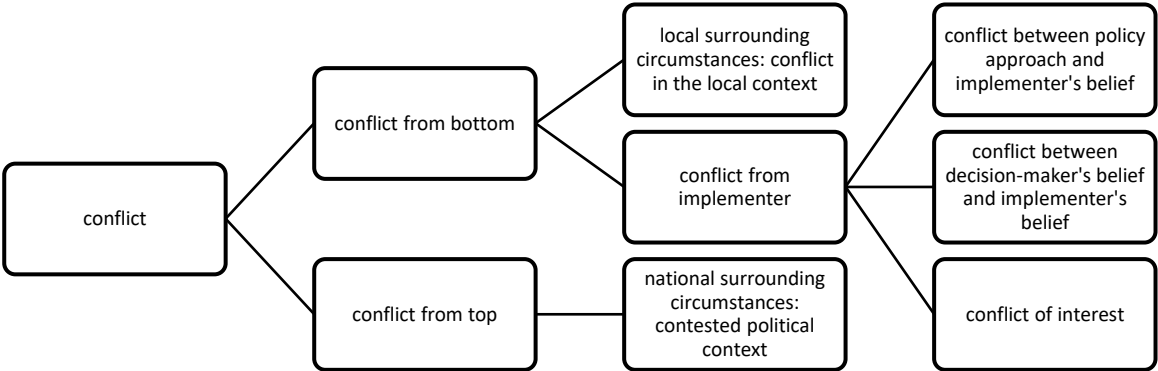 conflict
conflict from bottom
conflict from top
local surrounding
circumstances: conflict
in the local context
conflict from
implementer
national surrounding
circumstances:
contested political
context
conflict between policy
approach and
implementer's belief
conflict between
decision-maker's belief
and implementer's
belief
conflict of interest